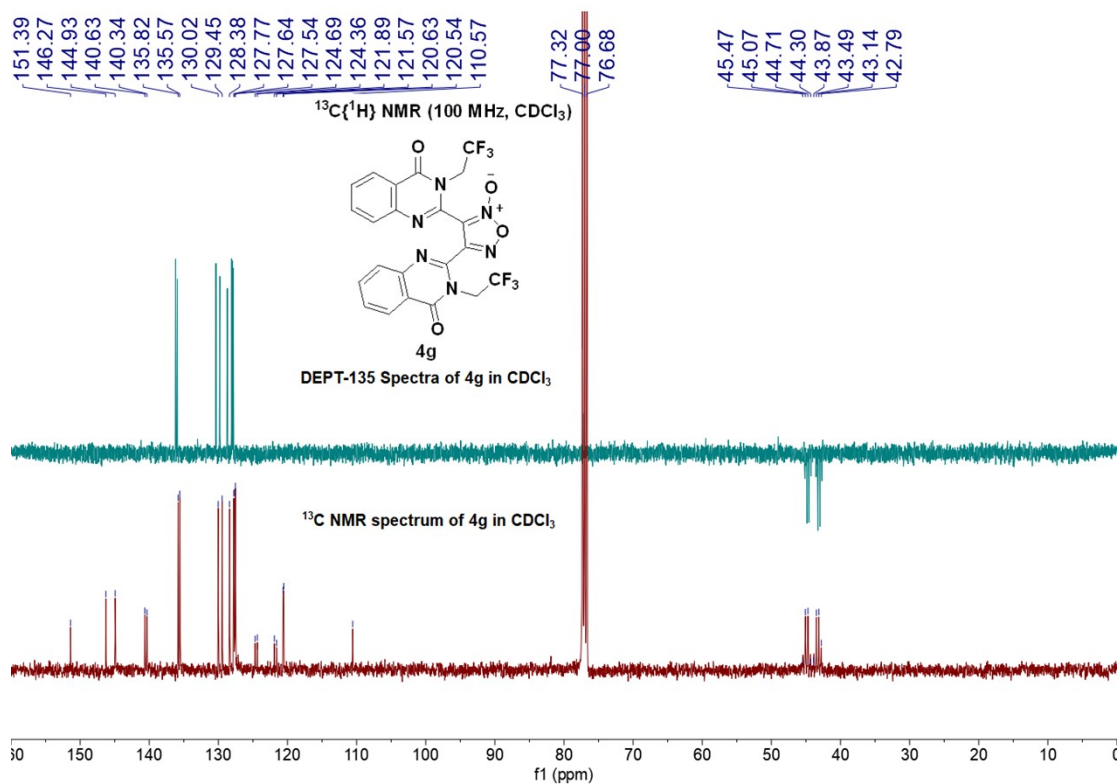 151.39 146.27 144.93 140.63 140.34 135.82 135.57 130.02 129.45 128.38 127.77 127.64 127.54 124.69 124.36 121.89 121.57 120.63 120.54 110.57 77.32 77.00 76.68 45.47 45.07 44.71 44.30 43.87 43.49 43.14 42.79
¹³C{¹H} NMR (100 MHz, CDCl₃)
O CF₃
N O⁻
N N⁺
O
N N
N CF₃
O
4g
DEPT-135 Spectra of 4g in CDCl₃
¹³C NMR spectrum of 4g in CDCl₃
60 150 140 130 120 110 100 90 80 70 60 50 40 30 20 10 0
f1 (ppm)